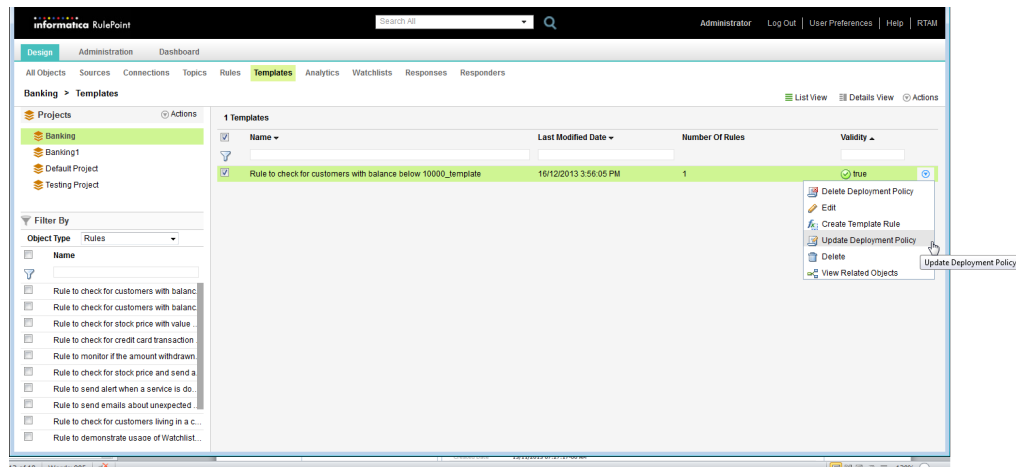 informatica RulePoint
Search All
Administrator Log Out User Preferences Help RTAM
Design Administration Dashboard
All Objects Sources Connections Topics Rules Templates Analytics Watchlists Responses Responders
Banking > Templates
List View Details View Actions
Projects Actions
Banking
Banking1
Default Project
Testing Project
Filter By
Object Type Rules
Name
Rule to check for customers with balanc
Rule to check for customers with balanc
Rule to check for stock price with value ...
Rule to check for credit card transaction
Rule to monitor if the amount withdrawn.
Rule to check for stock price and send a
Rule to send alert when a service is do...
Rule to send emails about unexpected ..
Rule to check for customers living in a c...
Rule to demonstrate usage of Watchlist...
1 Templates
Name Last Modified Date Number Of Rules Validity
Rule to check for customers with balance below 10000_template 16/12/2013 3:56:05 PM 1 true
Delete Deployment Policy
Edit
Create Template Rule
Update Deployment Policy
Delete
View Related Objects
Update Deployment Policy